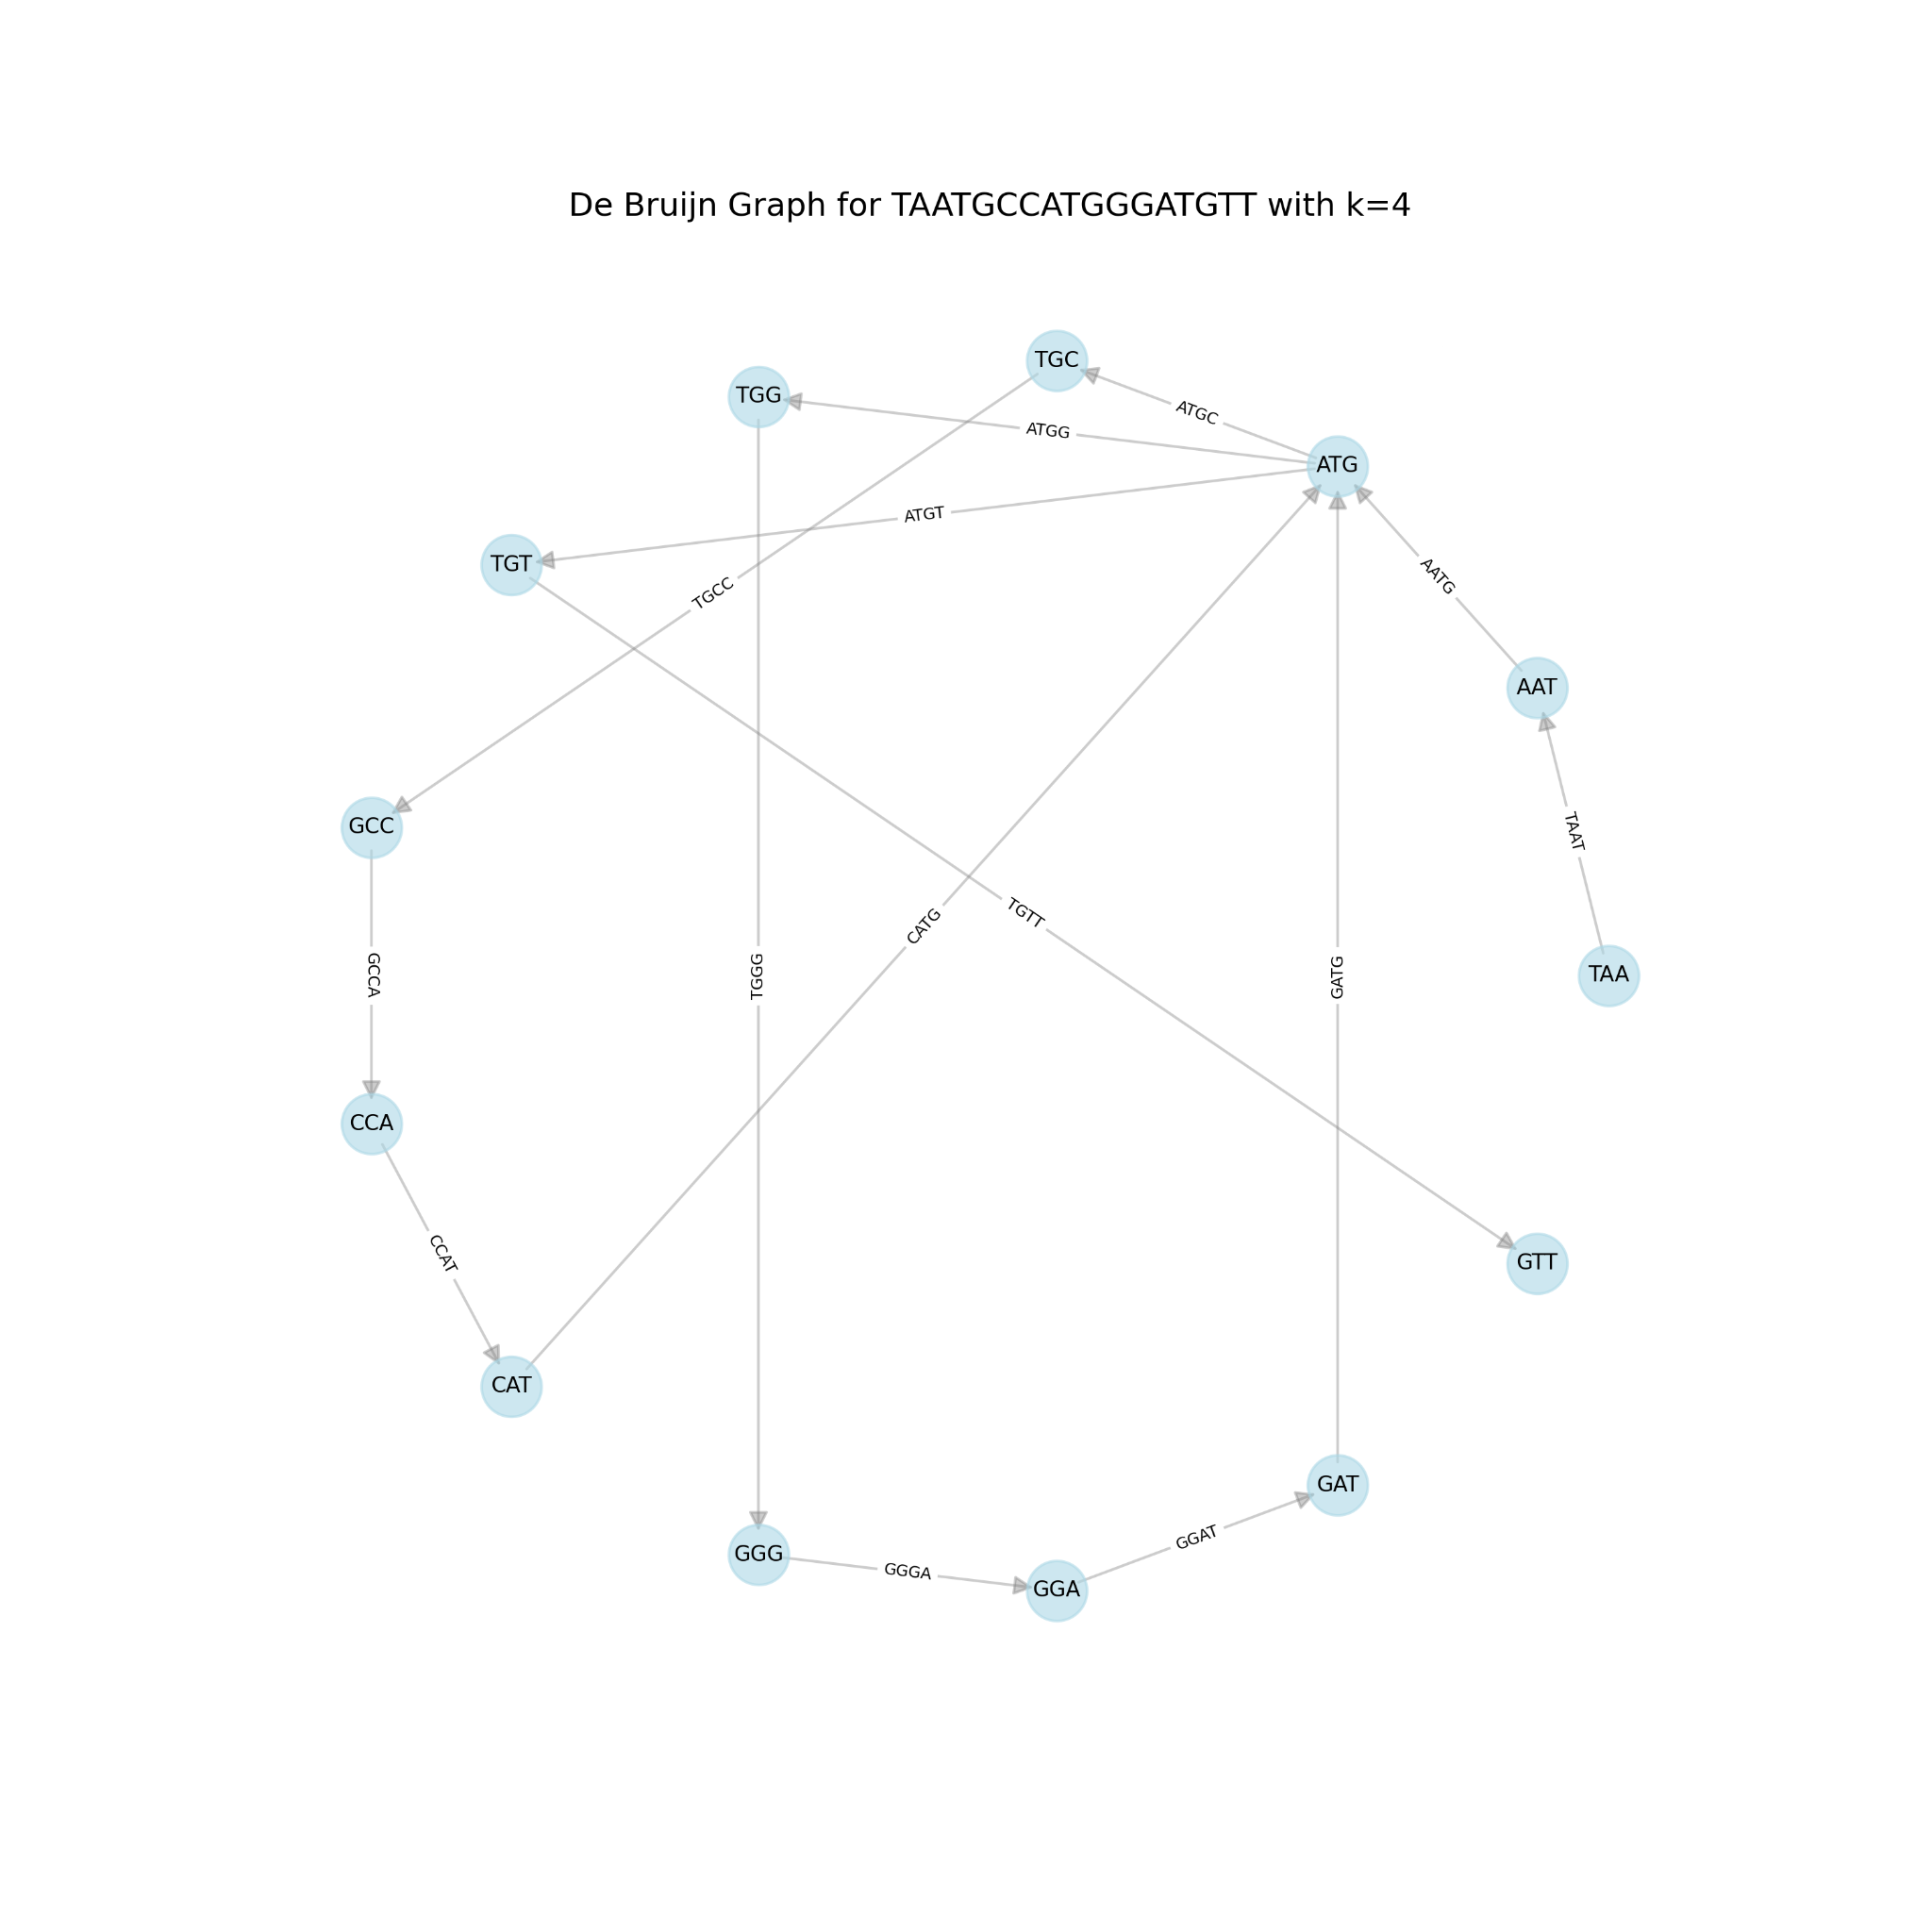 De Bruijn Graph for TAATGCCATGGGATGTT with k=4
TGC
TGG
ATGC
ATGG
ATG
ATGT
TGT
AATG
TGCC
AAT
GCC
TAAT
TGTT
CATG
GCCA
TGGG
GATG
TAA
CCA
CCAT
GTT
CAT
GAT
GGAT
GGG
GGGA
GGA